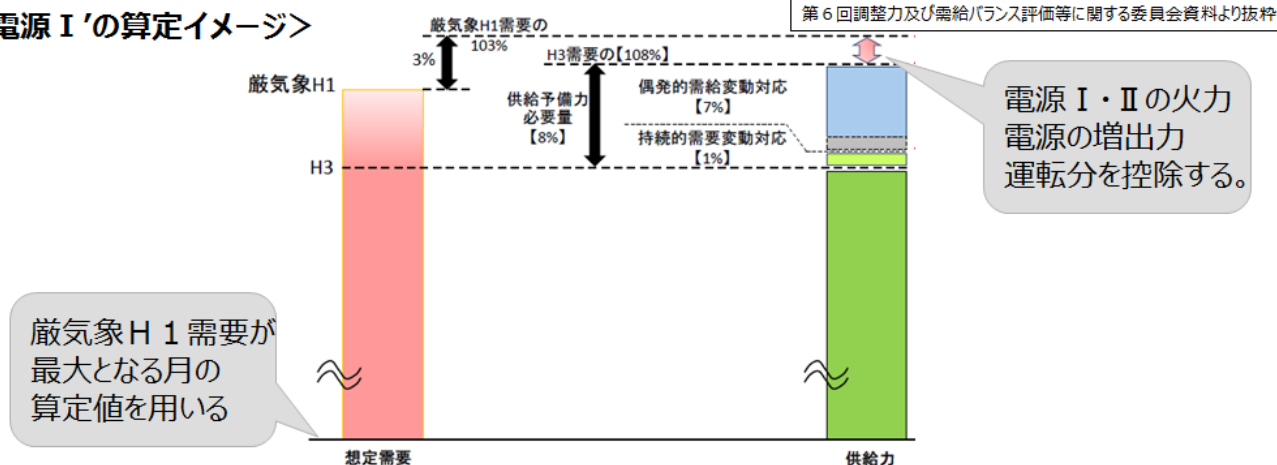 電源Ⅰ’の算定イメージ>
第6回調整力及び需給バランス評価等に関する委員会資料より抜粋
厳気象H1需要の
103%
3%
H3需要の【108%】
厳気象H1
供給予備力
必要量
【8%】
偶発的需給変動対応
【7%】
持続的需要変動対応
【1%】
H3
電源Ⅰ・Ⅱの火力
電源の増出力
運転分を控除する。
厳気象H1需要が
最大となる月の
算定値を用いる
想定需要
供給力